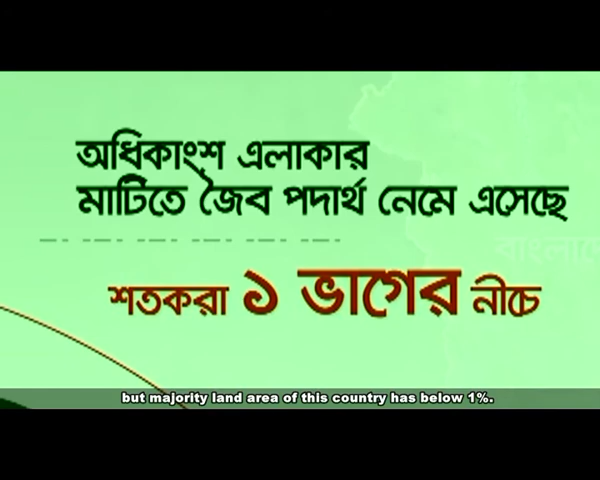 অধিকাংশ এলাকার
মাটিতে জৈব পদার্থ নেমে এসেছে
শতকরা ১ ভাগের নীচে
but majority land area of this country has below 1%.